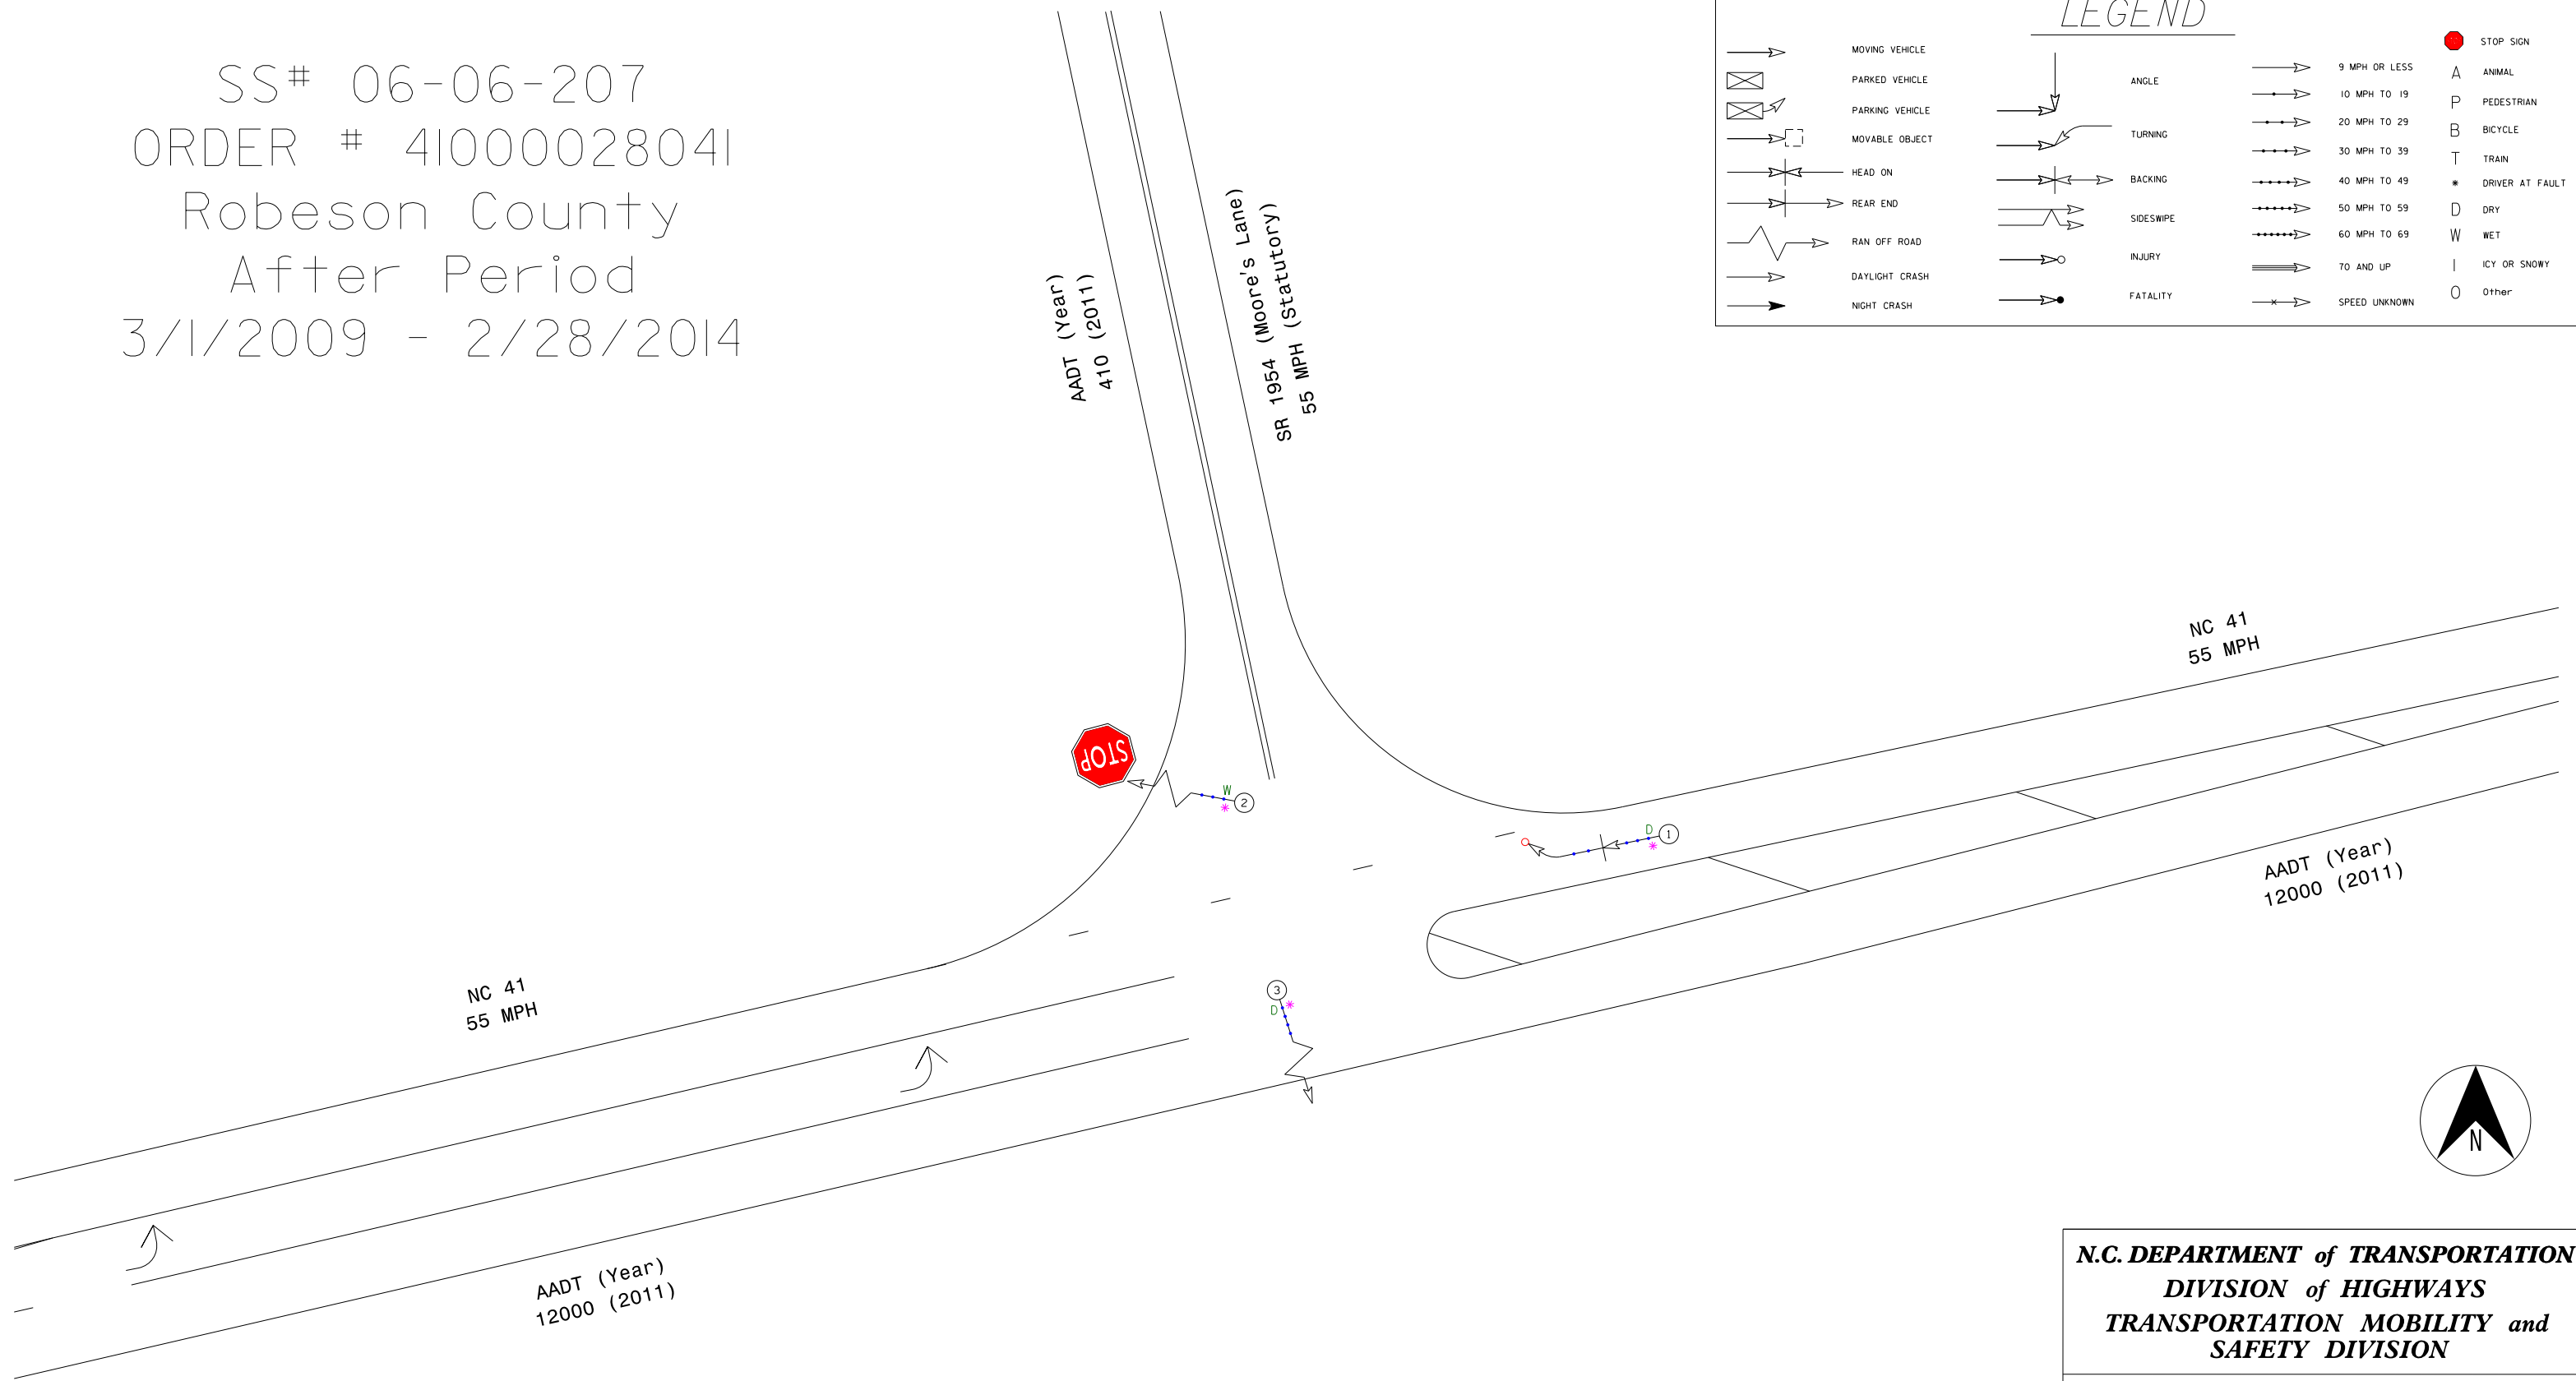 SS# 06-06-207
ORDER # 41000028041
Robeson County
After Period
3/1/2009 - 2/28/2014
LEGEND
MOVING VEHICLE
PARKED VEHICLE
PARKING VEHICLE
MOVABLE OBJECT
HEAD ON
REAR END
RAN OFF ROAD
DAYLIGHT CRASH
NIGHT CRASH
ANGLE
TURNING
BACKING
SIDESWIPE
INJURY
FATALITY
9 MPH OR LESS
10 MPH TO 19
20 MPH TO 29
30 MPH TO 39
40 MPH TO 49
50 MPH TO 59
60 MPH TO 69
70 AND UP
SPEED UNKNOWN
STOP SIGN
A ANIMAL
P PEDESTRIAN
B BICYCLE
T TRAIN
* DRIVER AT FAULT
D DRY
W WET
I ICY OR SNOWY
O Other
AADT (Year)
410 (2011)
SR 1954 (Moore's Lane)
55 MPH (Statutory)
NC 41
55 MPH
STOP
W
* 2
D 1
*
AADT (Year)
12000 (2011)
NC 41
55 MPH
3
D *
AADT (Year)
12000 (2011)
N
N.C. DEPARTMENT of TRANSPORTATION
DIVISION of HIGHWAYS
TRANSPORTATION MOBILITY and
SAFETY DIVISION